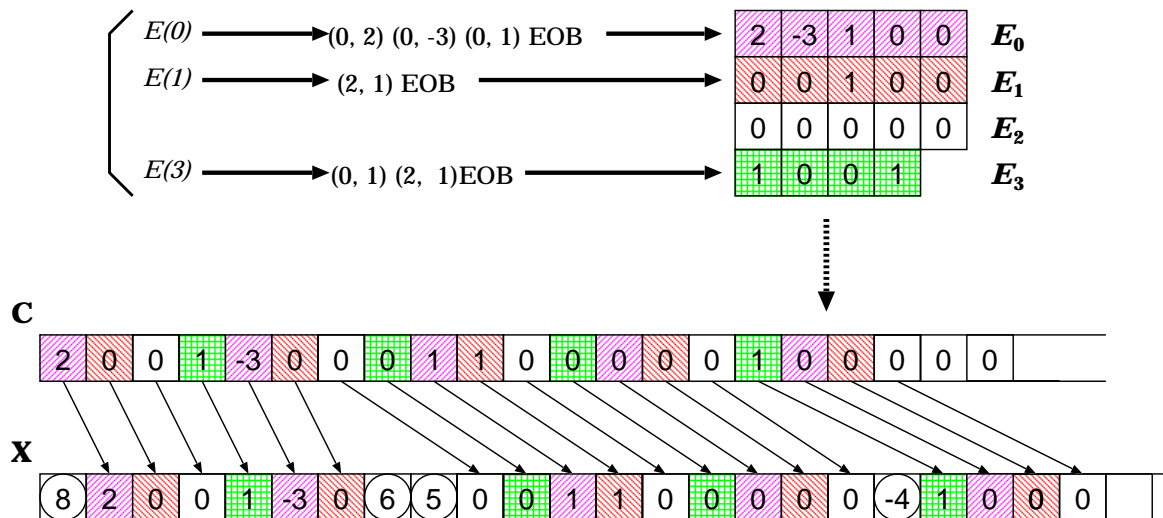 E(0) (0, 2) (0, -3) (0, 1) EOB 2 -3 1 0 0 E0
E(1) (2, 1) EOB 0 0 1 0 0 E1
0 0 0 0 0 E2
E(3) (0, 1) (2, 1)EOB 1 0 0 1 E3
C
2 0 0 1 -3 0 0 0 1 1 0 0 0 0 0 1 0 0 0 0 0
X
8 2 0 0 1 -3 0 6 5 0 0 1 1 0 0 0 0 0 -4 1 0 0 0